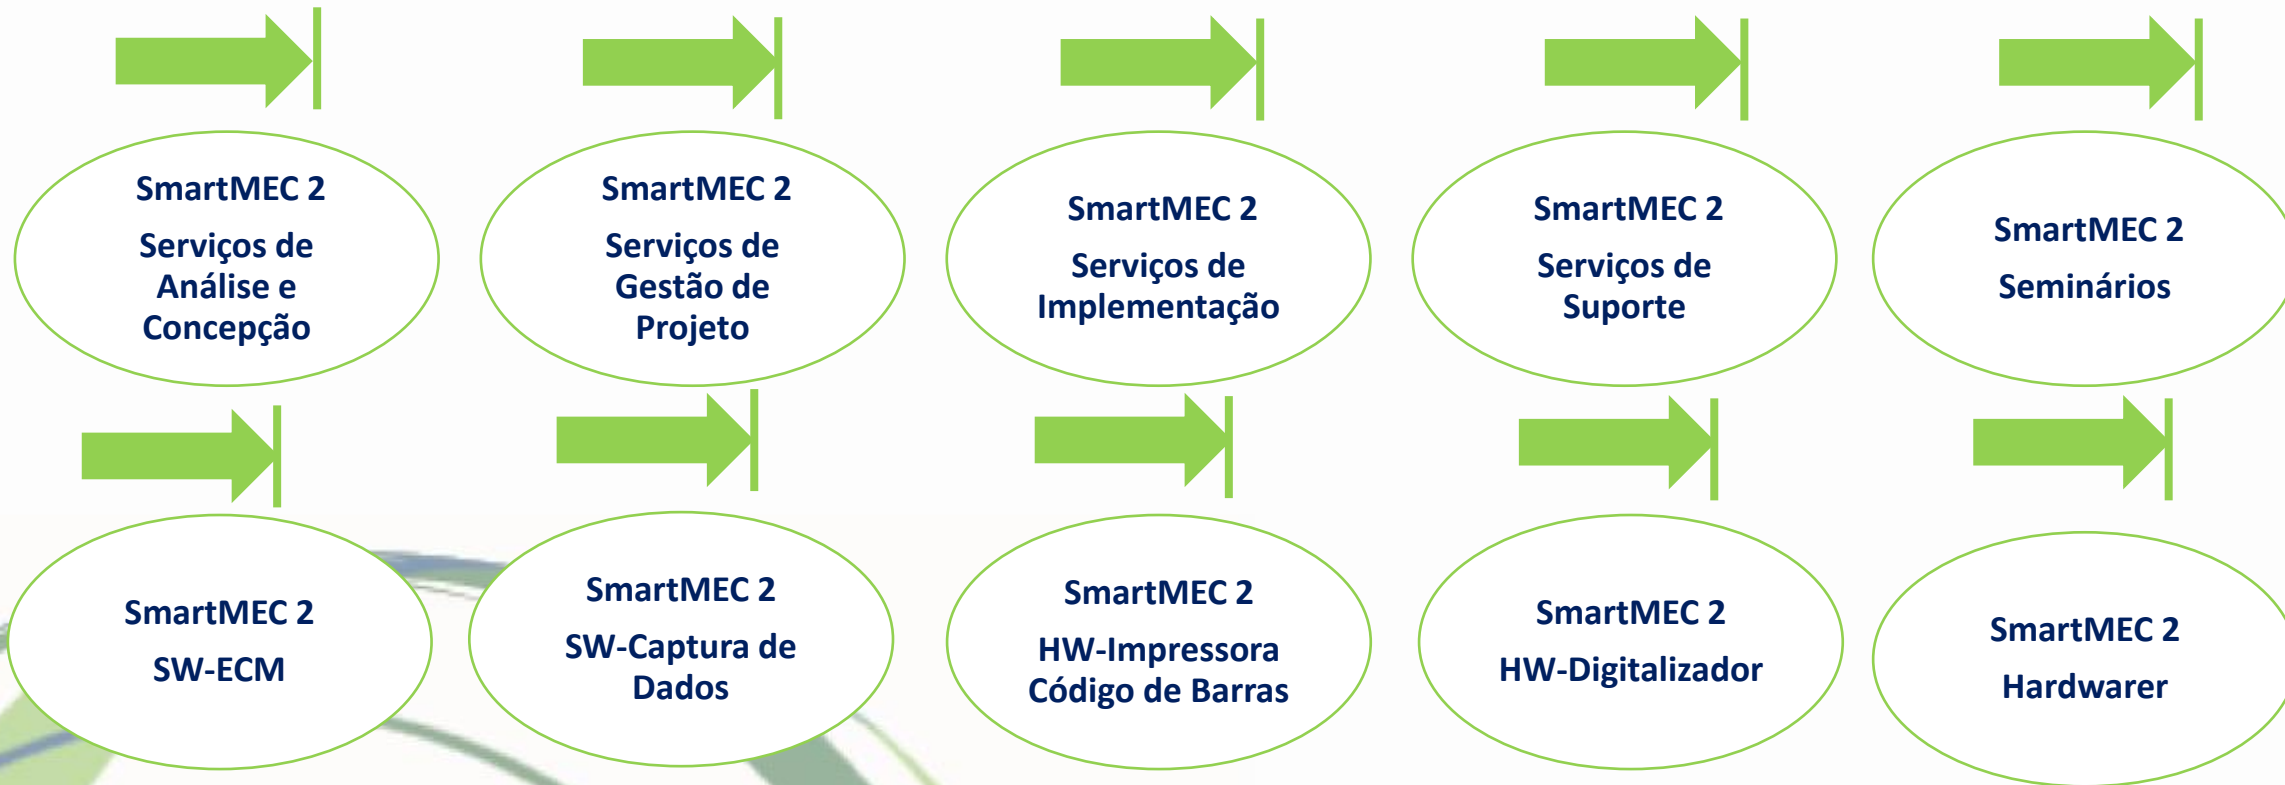 SmartMEC 2
Serviços de
Análise e
Concepção
SmartMEC 2
Serviços de
Gestão de
Projeto
SmartMEC 2
Serviços de
Implementação
SmartMEC 2
Serviços de
Suporte
SmartMEC 2
Seminários
SmartMEC 2
SW-ECM
SmartMEC 2
SW-Captura de
Dados
SmartMEC 2
HW-Impressora
Código de Barras
SmartMEC 2
HW-Digitalizador
SmartMEC 2
Hardwarer